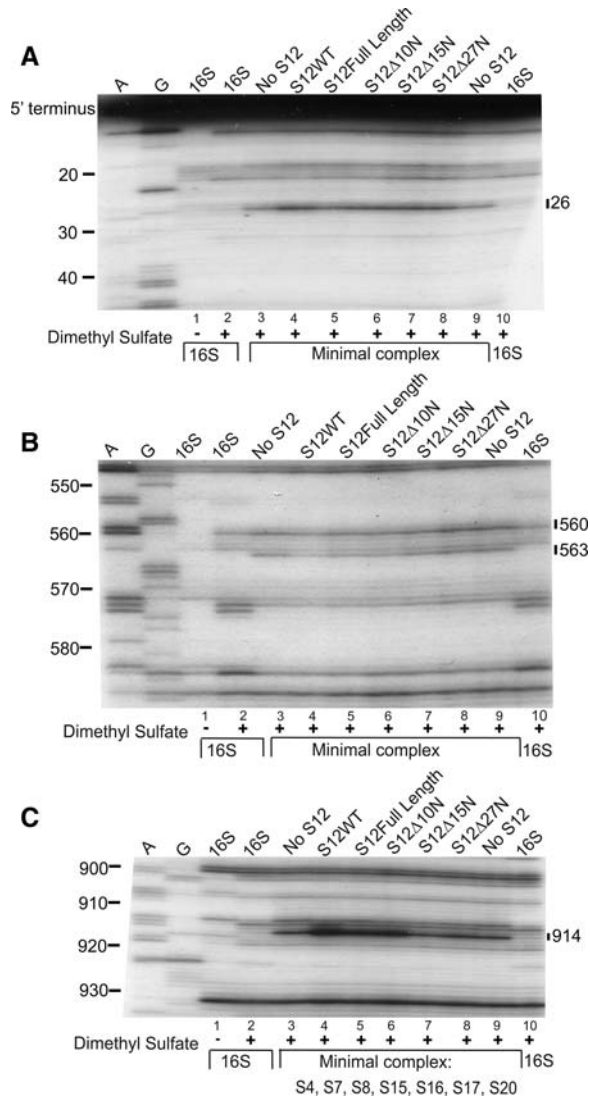 A
A G 16S 16S No S12 S12WT S12Full Length S12Δ10N S12Δ15N S12Δ27N No S12 16S
5' terminus
20
26
30
40
1 2 3 4 5 6 7 8 9 10
Dimethyl Sulfate - + + + + + + + + +
16S Minimal complex 16S
B
A G 16S 16S No S12 S12WT S12Full Length S12Δ10N S12Δ15N S12Δ27N No S12 16S
550
560 560
563
570
580
1 2 3 4 5 6 7 8 9 10
Dimethyl Sulfate - + + + + + + + + +
16S Minimal complex 16S
C
A G 16S 16S No S12 S12WT S12Full Length S12Δ10N S12Δ15N S12Δ27N No S12 16S
900
910
914
920
930
1 2 3 4 5 6 7 8 9 10
Dimethyl Sulfate - + + + + + + + + +
16S Minimal complex: 16S
S4, S7, S8, S15, S16, S17, S20